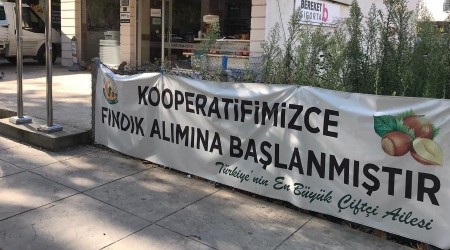 BEREKET
SİGORTA
KOOPERATİFİMİZCE
FINDIK ALIMINA BAŞLANMIŞTIR
Türkiye'nin En Büyük Çiftçi Ailesi